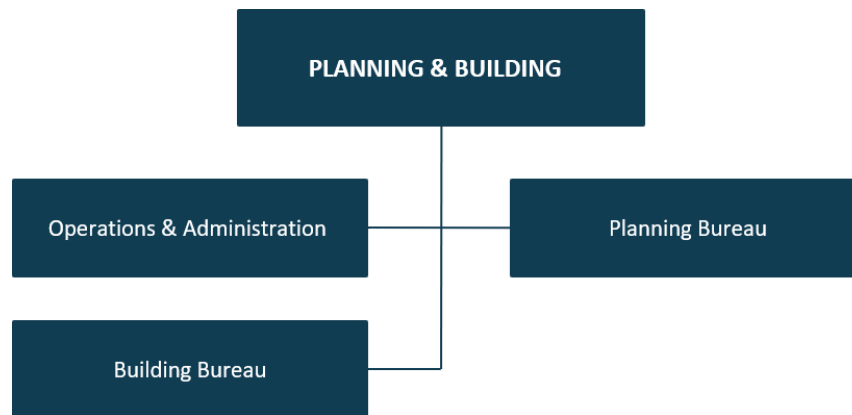 PLANNING & BUILDING
Operations & Administration
Planning Bureau
Building Bureau